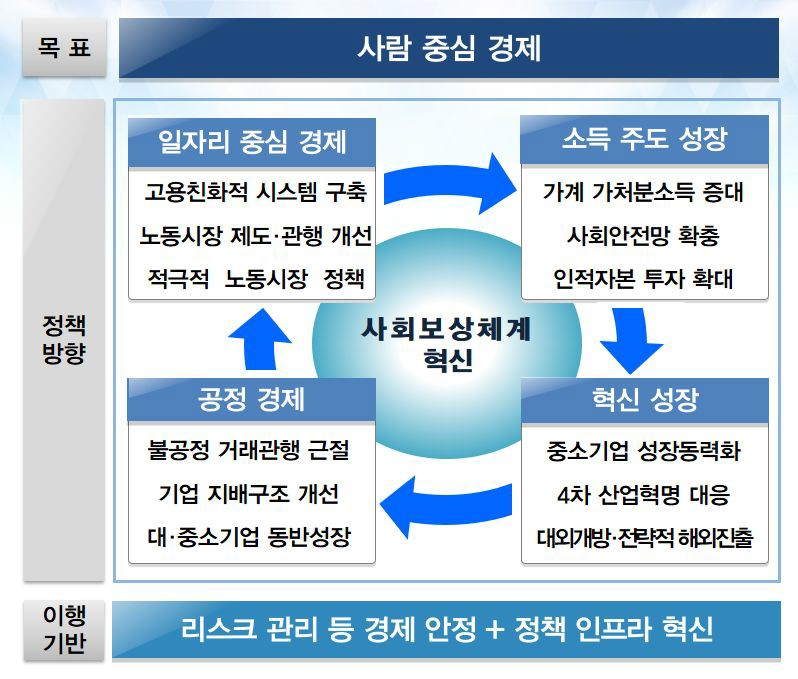 목 표
사람 중심 경제
정책
방향
일자리 중심 경제
고용친화적 시스템 구축
노동시장 제도·관행 개선
적극적 노동시장 정책
소득 주도 성장
가계 가처분소득 증대
사회안전망 확충
인적자본 투자 확대
사회보상체계
혁신
공정 경제
불공정 거래관행 근절
기업 지배구조 개선
대·중소기업 동반성장
혁신 성장
중소기업 성장동력화
4차 산업혁명 대응
대외개방·전략적 해외진출
이행
기반
리스크 관리 등 경제 안정 + 정책 인프라 혁신